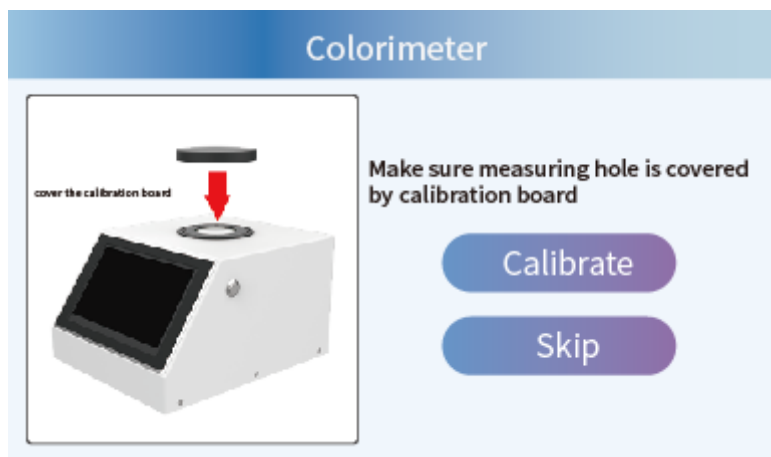 Colorimeter
cover the calibration board
Make sure measuring hole is covered
by calibration board
Calibrate
Skip